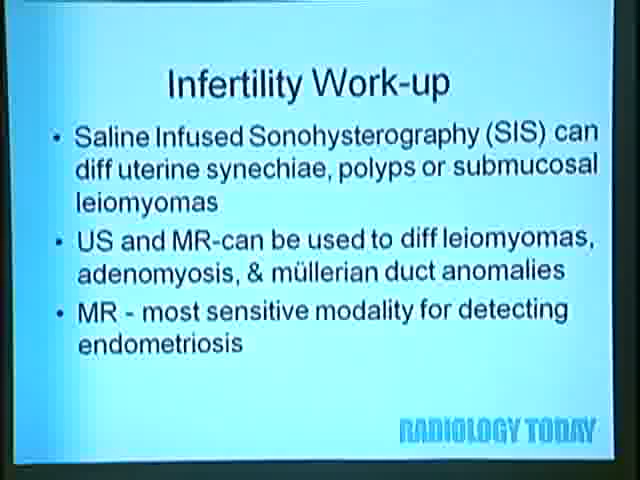 Infertility Work-up
• Saline Infused Sonohysterography (SIS) can
diff uterine synechiae, polyps or submucosal
leiomyomas
• US and MR-can be used to diff leiomyomas,
adenomyosis, & müllerian duct anomalies
• MR - most sensitive modality for detecting
endometriosis
RADIOLOGY TODAY